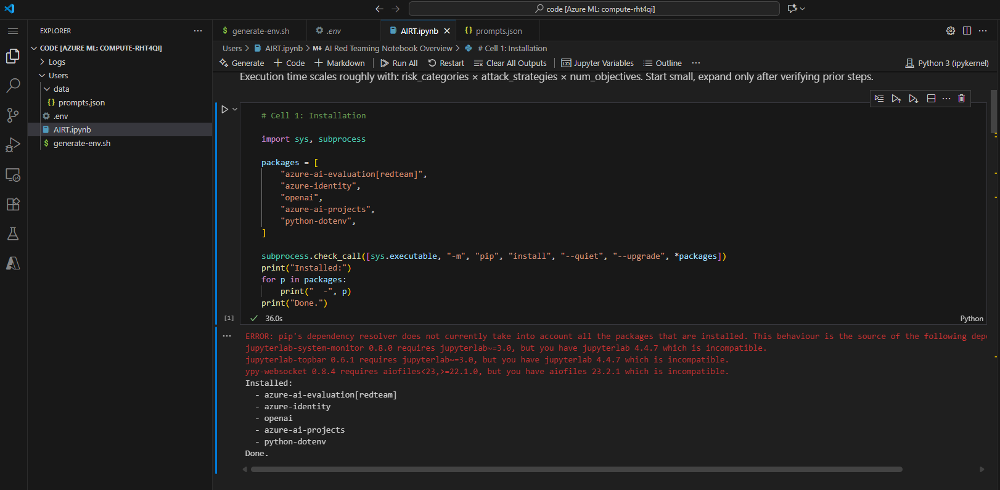 code [Azure ML: compute-rht4qi]
EXPLORER
generate-env.sh
.env
AIRT.ipynb
prompts.json
CODE [AZURE ML: COMPUTE-RHT4QI]
Logs
Users
data
prompts.json
.env
AIRT.ipynb
generate-env.sh
Users > AIRT.ipynb > AI Red Teaming Notebook Overview > # Cell 1: Installation
Generate + Code + Markdown Run All Restart Clear All Outputs Jupyter Variables Outline ··· Python 3 (ipykernel)
Execution time scales roughly with: risk_categories × attack_strategies × num_objectives. Start small, expand only after verifying prior steps.
# Cell 1: Installation
import sys, subprocess
packages = [
"azure-ai-evaluation[redteam]",
"azure-identity",
"openai",
"azure-ai-projects",
"python-dotenv",
]
subprocess.check_call([sys.executable, "-m", "pip", "install", "--quiet", "--upgrade", *packages])
print("Installed:")
for p in packages:
print("  -", p)
print("Done.")
[1] 36.0s Python
ERROR: pip's dependency resolver does not currently take into account all the packages that are installed. This behaviour is the source of the following
jupyterlab-system-monitor 0.8.0 requires jupyterlab~=3.0, but you have jupyterlab 4.4.7 which is incompatible.
jupyterlab-topbar 0.6.1 requires jupyterlab~=3.0, but you have jupyterlab 4.4.7 which is incompatible.
ypy-websocket 0.8.4 requires aiofiles<23,>=22.1.0, but you have aiofiles 23.2.1 which is incompatible.
Installed:
- azure-ai-evaluation[redteam]
- azure-identity
- openai
- azure-ai-projects
- python-dotenv
Done.